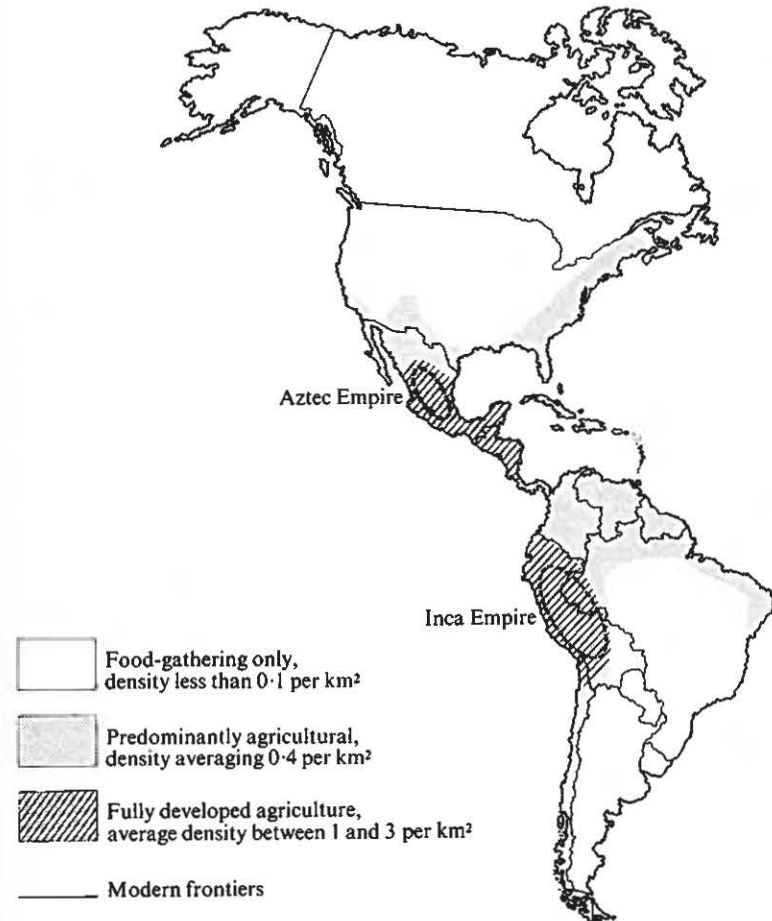 Aztec Empire
Inca Empire
Food-gathering only,
density less than 0·1 per km²
Predominantly agricultural,
density averaging 0·4 per km²
Fully developed agriculture,
average density between 1 and 3 per km²
Modern frontiers